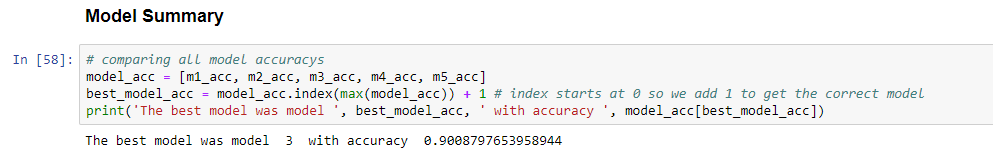 Model Summary
In [58]: # comparing all model accuracys
model_acc = [m1_acc, m2_acc, m3_acc, m4_acc, m5_acc]
best_model_acc = model_acc.index(max(model_acc)) + 1 # index starts at 0 so we add 1 to get the correct model
print('The best model was model ', best_model_acc, ' with accuracy ', model_acc[best_model_acc])
The best model was model  3  with accuracy  0.9008797653958944